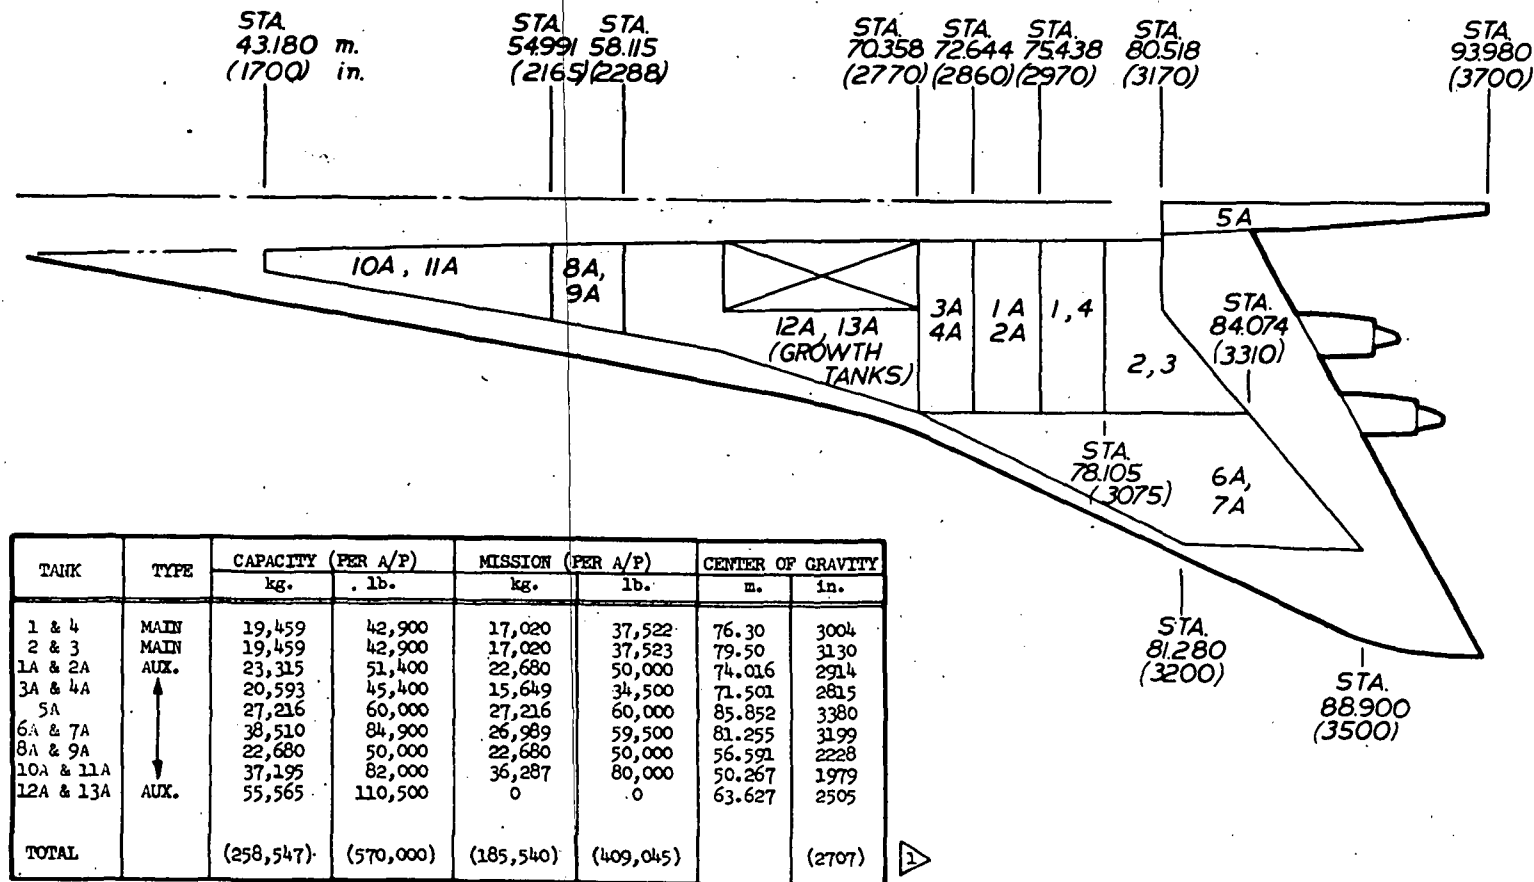 STA. STA. STA. STA. STA. STA. STA. STA.
43.180 m. 54.991 58.115 70.358 72.644 75.438 80.518 93.980
(1700) in. (2165) (2288) (2770) (2860) (2970) (3170) (3700)
5A
10A, 11A
8A,
9A
12A, 13A
(GROWTH
TANKS)
3A
4A
1A
2A
1,4
2,3
STA.
84.074
(3310)
STA.
78.105
(3075)
6A,
7A
STA.
81.280
(3200)
STA.
88.900
(3500)
TANK TYPE CAPACITY (PER A/P) MISSION (PER A/P) CENTER OF GRAVITY
kg. lb. kg. lb. m. in.
1 & 4 MAIN 19,459 42,900 17,020 37,522 76.30 3004
2 & 3 MAIN 19,459 42,900 17,020 37,523 79.50 3130
1A & 2A AUX. 23,315 51,400 22,680 50,000 74.016 2914
3A & 4A 20,593 45,400 15,649 34,500 71.501 2815
5A 27,216 60,000 27,216 60,000 85.852 3380
6A & 7A 38,510 84,900 26,989 59,500 81.255 3199
8A & 9A 22,680 50,000 22,680 50,000 56.591 2228
10A & 11A 37,195 82,000 36,287 80,000 50.267 1979
12A & 13A AUX. 55,565 110,500 0 0 63.627 2505
TOTAL (258,547) (570,000) (185,540) (409,045) (2707)
1